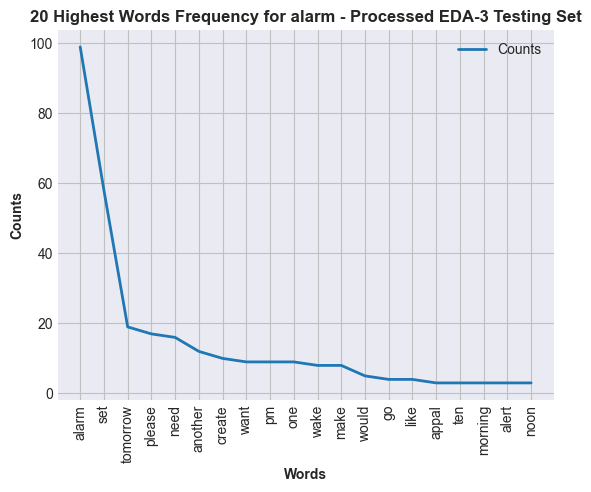 20 Highest Words Frequency for alarm - Processed EDA-3 Testing Set
Counts
100
80
60
40
20
0
Counts
alarm
set
tomorrow
please
need
another
create
want
pm
one
wake
make
would
go
like
appal
ten
morning
alert
noon
Words